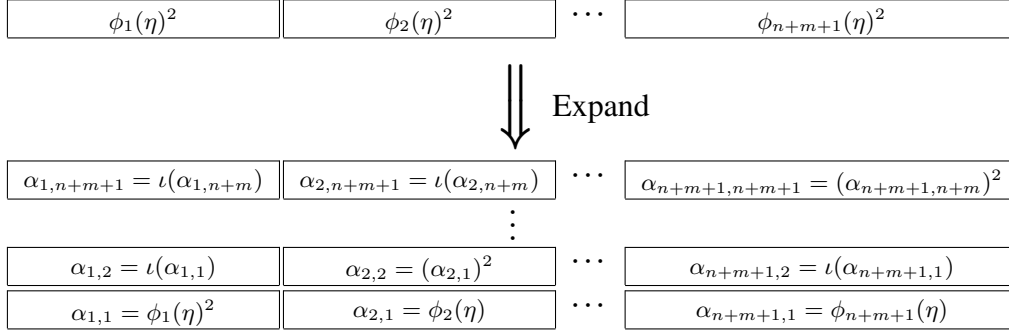 ϕ₁(η)² ϕ₂(η)² ⋯ ϕₙ₊ₘ₊₁(η)²
Expand
α₁,ₙ₊ₘ₊₁ = ι(α₁,ₙ₊ₘ) α₂,ₙ₊ₘ₊₁ = ι(α₂,ₙ₊ₘ) ⋯ αₙ₊ₘ₊₁,ₙ₊ₘ₊₁ = (αₙ₊ₘ₊₁,ₙ₊ₘ)²
⋮
α₁,₂ = ι(α₁,₁) α₂,₂ = (α₂,₁)² ⋯ αₙ₊ₘ₊₁,₂ = ι(αₙ₊ₘ₊₁,₁)
α₁,₁ = ϕ₁(η)² α₂,₁ = ϕ₂(η) ⋯ αₙ₊ₘ₊₁,₁ = ϕₙ₊ₘ₊₁(η)